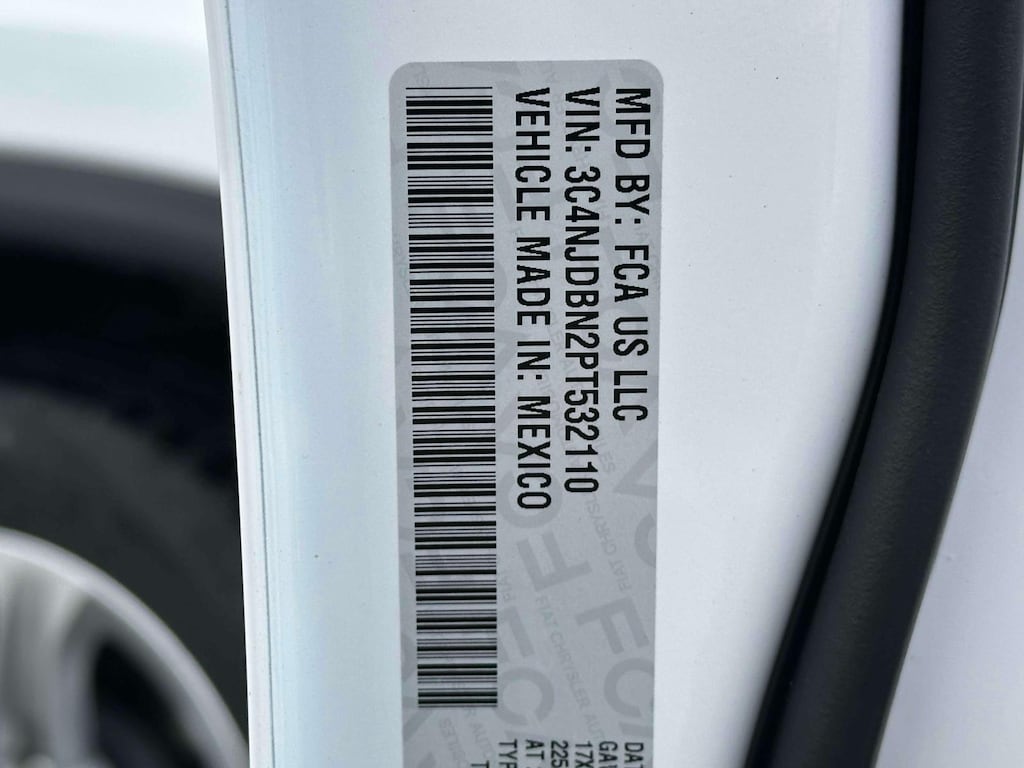 MFD BY: FCA US LLC
VIN: 3C4NJDBN2PT532110
VEHICLE MADE IN: MEXICO